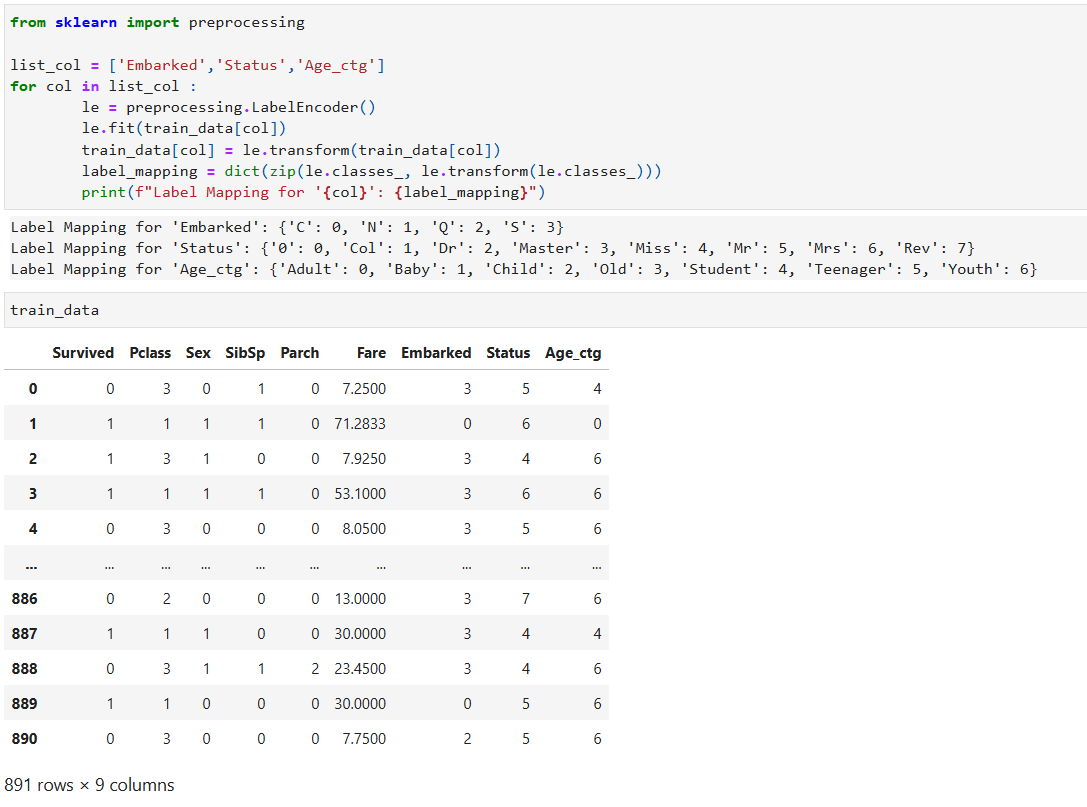 from sklearn import preprocessing
list_col = ['Embarked','Status','Age_ctg']
for col in list_col :
        le = preprocessing.LabelEncoder()
        le.fit(train_data[col])
        train_data[col] = le.transform(train_data[col])
        label_mapping = dict(zip(le.classes_, le.transform(le.classes_)))
        print(f"Label Mapping for '{col}': {label_mapping}")
Label Mapping for 'Embarked': {'C': 0, 'N': 1, 'Q': 2, 'S': 3}
Label Mapping for 'Status': {'0': 0, 'Col': 1, 'Dr': 2, 'Master': 3, 'Miss': 4, 'Mr': 5, 'Mrs': 6, 'Rev': 7}
Label Mapping for 'Age_ctg': {'Adult': 0, 'Baby': 1, 'Child': 2, 'Old': 3, 'Student': 4, 'Teenager': 5, 'Youth': 6}
train_data
Survived Pclass Sex SibSp Parch Fare Embarked Status Age_ctg
0 0 3 0 1 0 7.2500 3 5 4
1 1 1 1 1 0 71.2833 0 6 0
2 1 3 1 0 0 7.9250 3 4 6
3 1 1 1 1 0 53.1000 3 6 6
4 0 3 0 0 0 8.0500 3 5 6
... ... ... ... ... ... ... ... ... ...
886 0 2 0 0 0 13.0000 3 7 6
887 1 1 1 0 0 30.0000 3 4 4
888 0 3 1 1 2 23.4500 3 4 6
889 1 1 0 0 0 30.0000 0 5 6
890 0 3 0 0 0 7.7500 2 5 6
891 rows × 9 columns